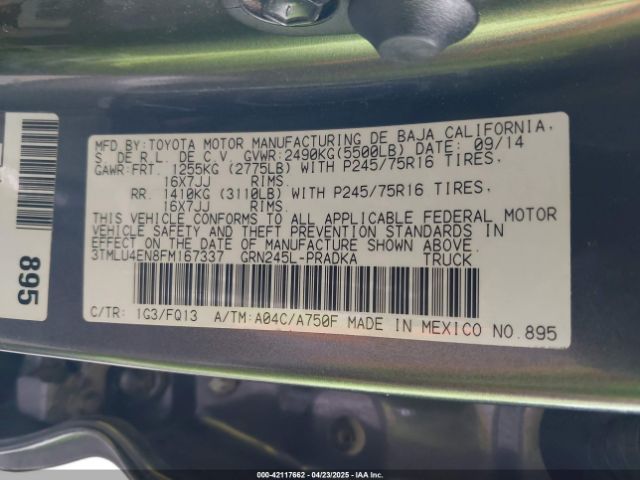 MFD.BY:TOYOTA MOTOR MANUFACTURING DE BAJA CALIFORNIA,
S. DE R.L. DE C.V. GVWR:2490KG(5500LB) DATE: 09/14
GAWR:FRT. 1255KG (2775LB) WITH P245/75R16 TIRES,
16X7JJ RIMS.
RR. 1410KG (3110LB) WITH P245/75R16 TIRES,
16X7JJ RIMS.
THIS VEHICLE CONFORMS TO ALL APPLICABLE FEDERAL MOTOR
VEHICLE SAFETY AND THEFT PREVENTION STANDARDS
IN EFFECT ON THE DATE OF MANUFACTURE SHOWN ABOVE.
3TMLU4EN8FM167337 GRN245L-PRADKA TRUCK
C/TR: 1G3/FQ13 A/TM:A04C/A750F MADE IN MEXICO NO.895
895
000-42117662 - 04/23/2025 - IAAI, Inc.